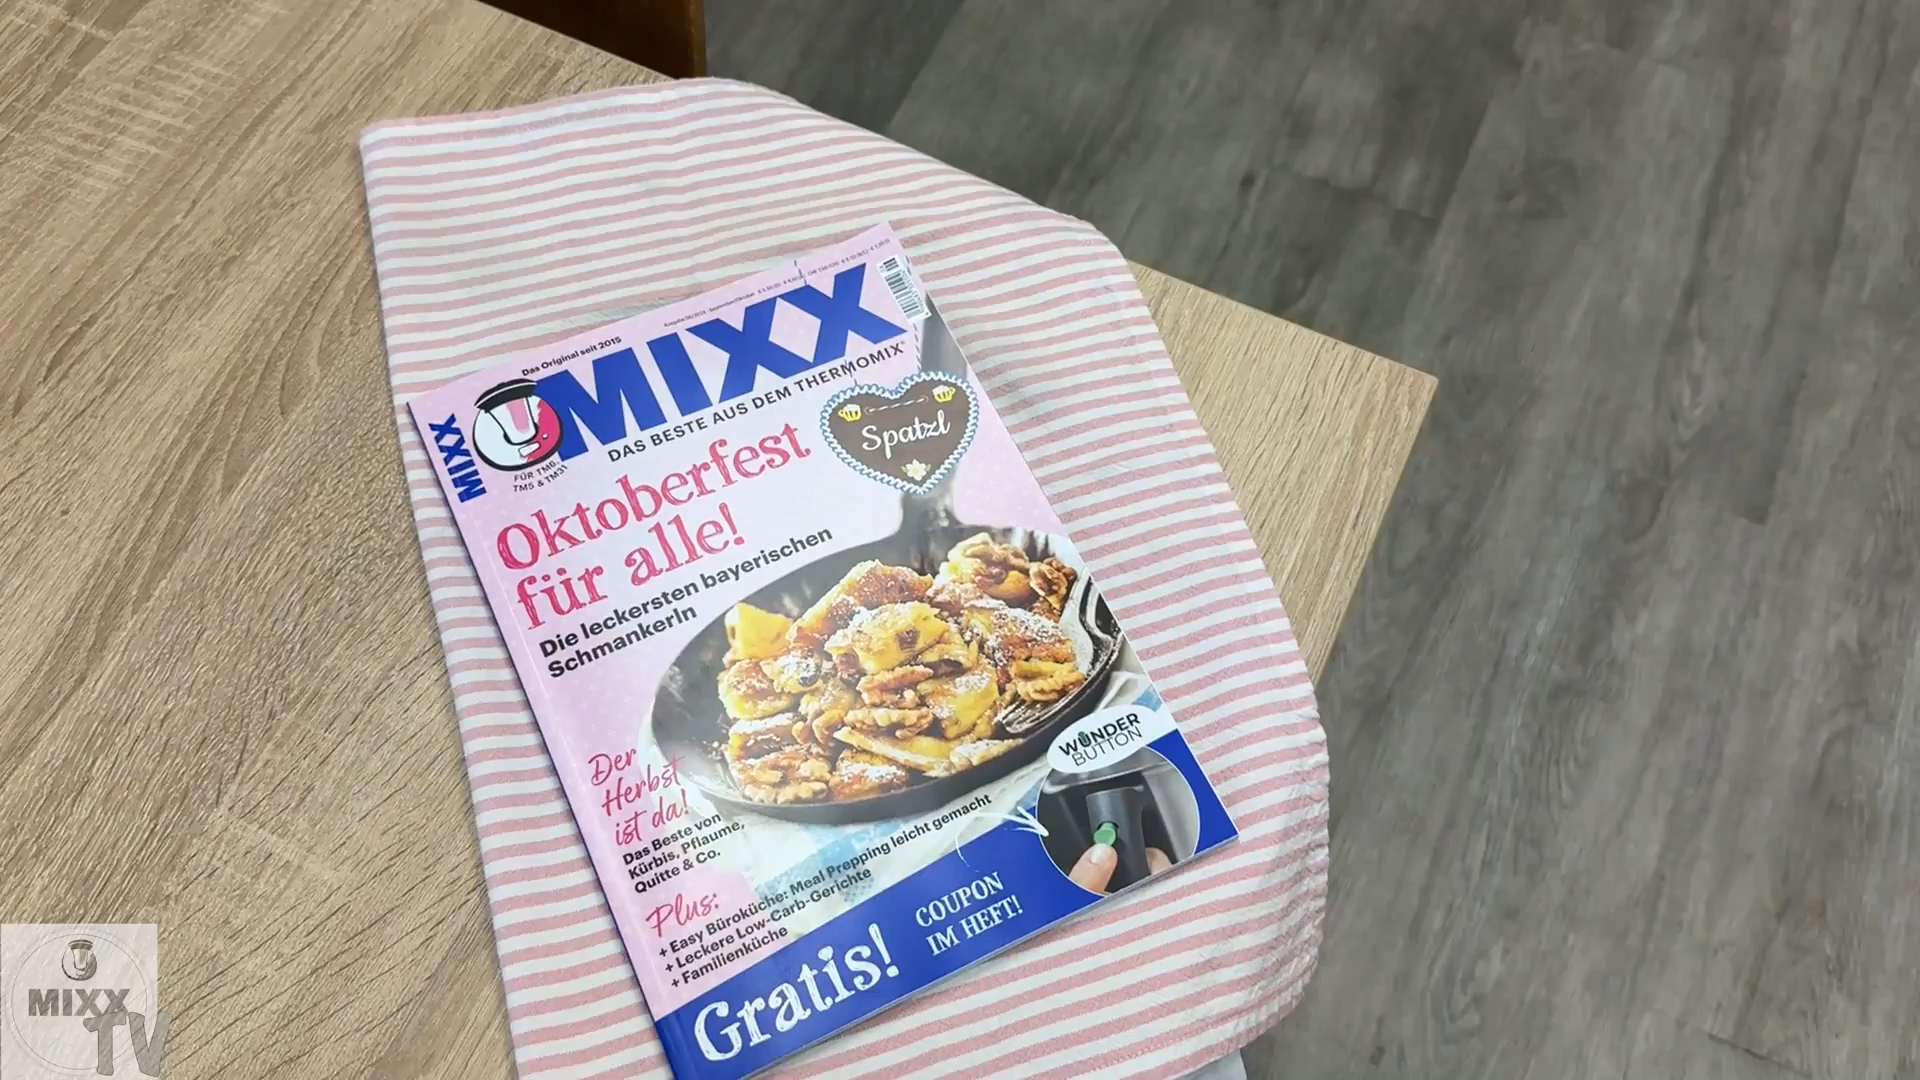 Das Original seit 2015
MIXX
MIXX
DAS BESTE AUS DEM THERMOMIX®
FÜR TM6,
TM5 & TM31
Spatzl
Oktoberfest
für alle!
Die leckersten bayerischen
Schmankerln
Der
Herbst
ist da!
Das Beste von
Kürbis, Pflaume,
Quitte & Co.
WUNDER
BUTTON
Plus:
+ Easy Büroküche: Meal Prepping leicht gemacht
+ Leckere Low-Carb-Gerichte
+ Familienküche
Gratis!
COUPON
IM HEFT!
MIXX
TV